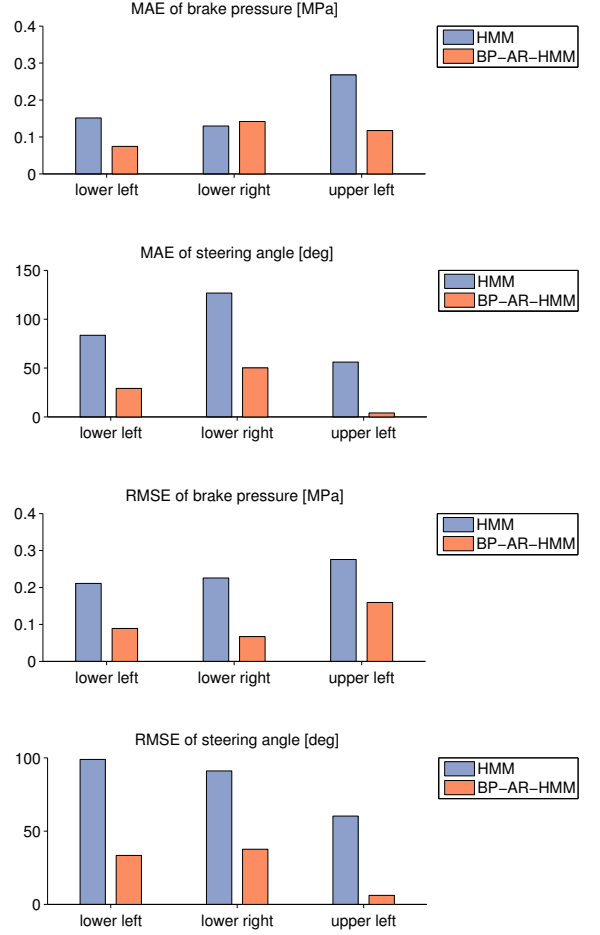 MAE of brake pressure [MPa]
0.4
0.3
0.2
0.1
0
lower left lower right upper left
HMM
BP−AR−HMM
MAE of steering angle [deg]
150
100
50
0
lower left lower right upper left
HMM
BP−AR−HMM
RMSE of brake pressure [MPa]
0.4
0.3
0.2
0.1
0
lower left lower right upper left
HMM
BP−AR−HMM
RMSE of steering angle [deg]
100
50
0
lower left lower right upper left
HMM
BP−AR−HMM